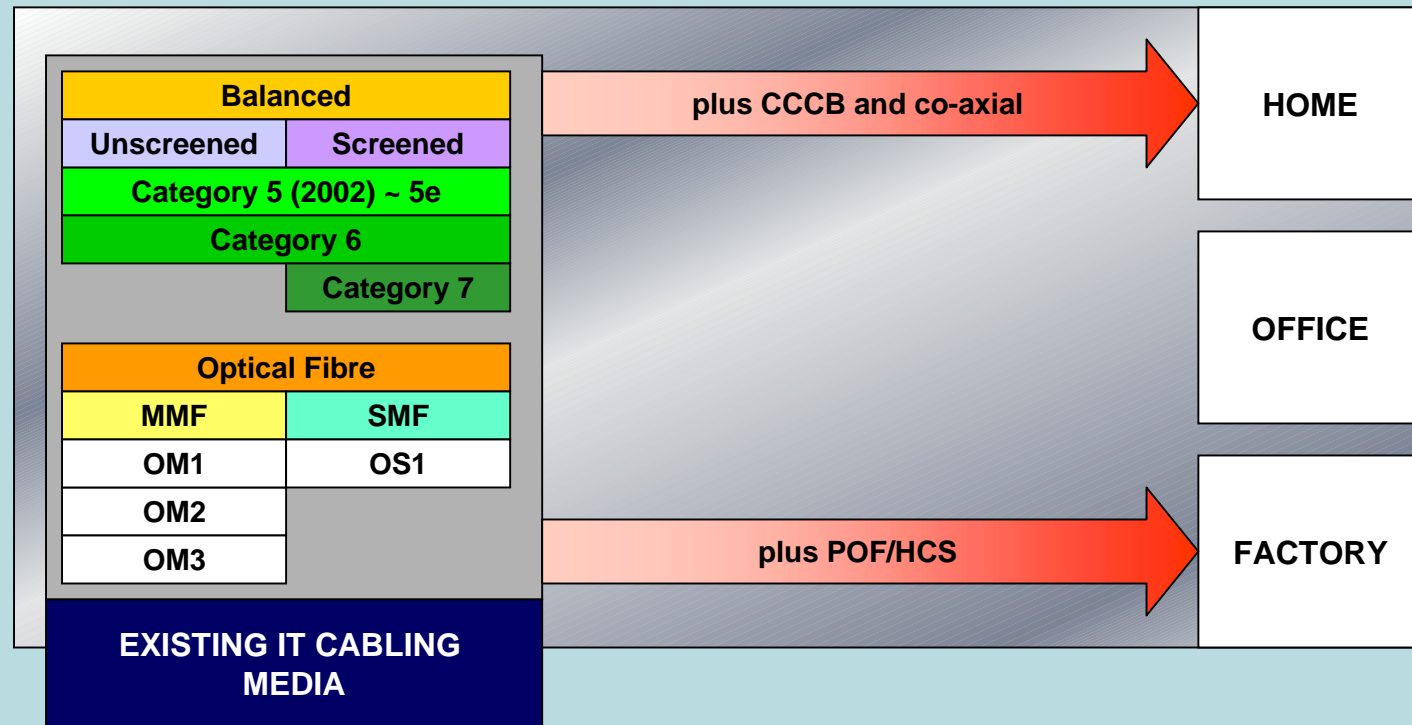 Balanced
Unscreened
Screened
Category 5 (2002) ~ 5e
Category 6
Category 7
Optical Fibre
MMF
SMF
OM1
OS1
OM2
OM3
EXISTING IT CABLING
MEDIA
plus CCCB and co-axial
plus POF/HCS
HOME
OFFICE
FACTORY